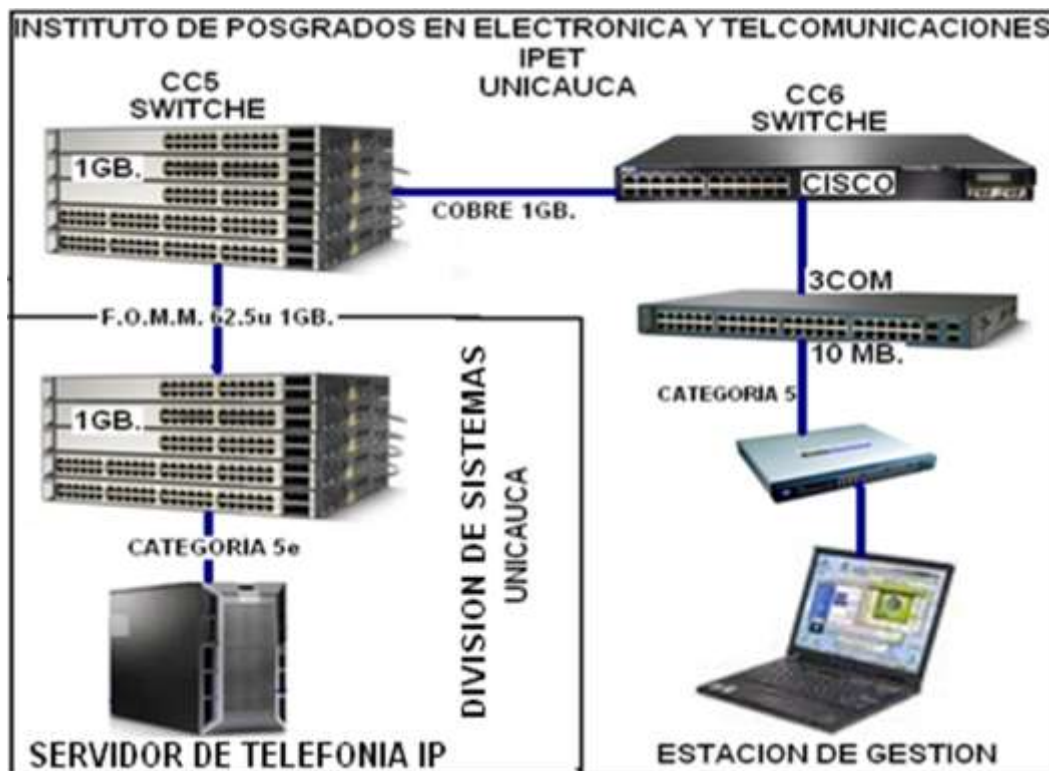 INSTITUTO DE POSGRADOS EN ELECTRONICA Y TELCOMUNICACIONES
IPET
UNICAUCA
CC5
SWITCHE
CC6
SWITCHE
1GB.
CISCO
COBRE 1GB.
3COM
F.O.M.M. 62.5u 1GB.
10 MB.
1GB.
CATEGORIA 5
DIVISION DE SISTEMAS
UNICAUCA
CATEGORIA 5e
SERVIDOR DE TELEFONIA IP
ESTACION DE GESTION